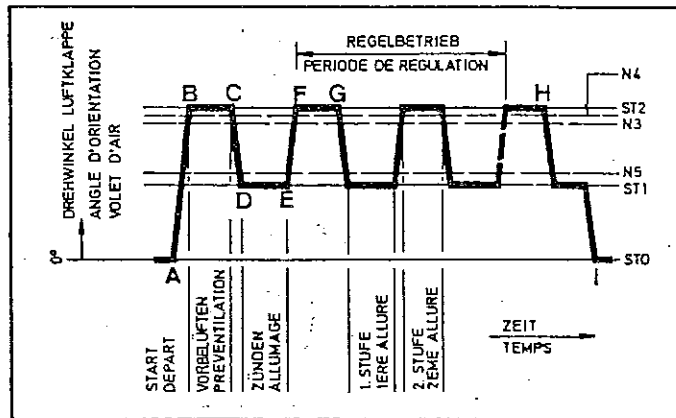 REGELBETRIEB
PERIODE DE REGULATION
N4
B
C
F
G
H
ST2
N3
DREHWINKEL LUFTKLAPPE
ANGLE D'ORIENTATION
VOLET D'AIR
N5
D
E
ST1
0°
A
ST0
START
DEPART
VORBELÜFTEN
PREVENTILATION
ZÜNDEN
ALLUMAGE
1. STUFE
1ERE ALLURE
2. STUFE
2EME ALLURE
ZEIT
TEMPS